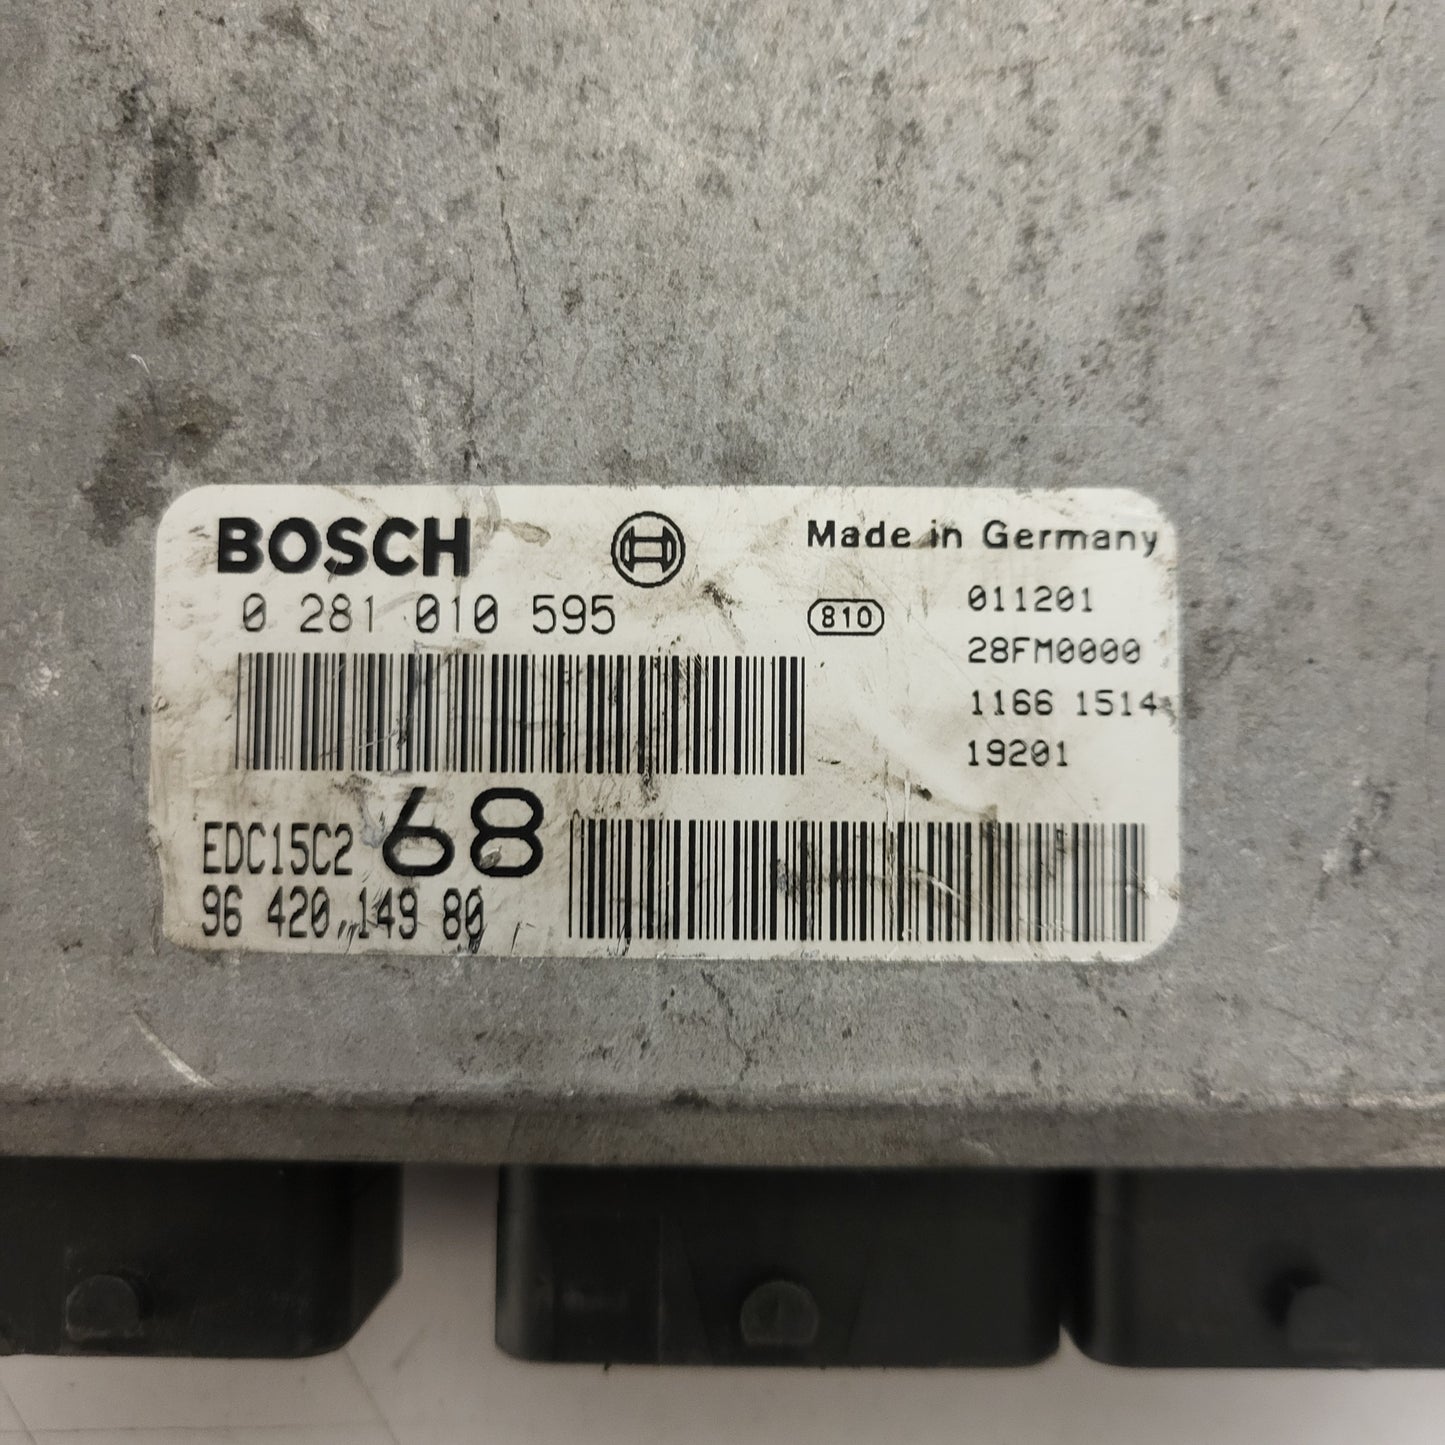 BOSCH
Made in Germany
0 281 010 595
810
011201
28FM0000
1166 1514
19201
EDC15C2 68
96 420 149 80